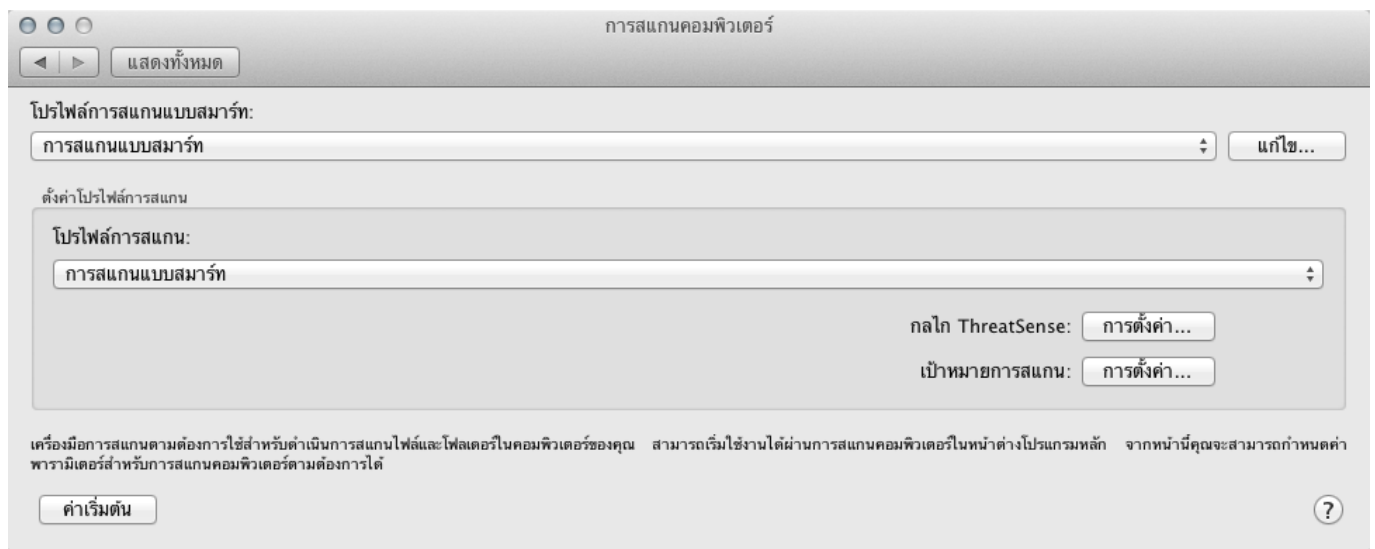 การสแกนคอมพิวเตอร์
แสดงทั้งหมด
โปรไฟล์การสแกนแบบสมาร์ท:
การสแกนแบบสมาร์ท
แก้ไข...
ตั้งค่าโปรไฟล์การสแกน
โปรไฟล์การสแกน:
การสแกนแบบสมาร์ท
กลไก ThreatSense: การตั้งค่า...
เป้าหมายการสแกน: การตั้งค่า...
เครื่องมือการสแกนตามต้องการใช้สำหรับดำเนินการสแกนไฟล์และโฟลเดอร์ในคอมพิวเตอร์ของคุณ สามารถเริ่มใช้งานได้ผ่านการสแกนคอมพิวเตอร์ในหน้าต่างโปรแกรมหลัก จากหน้านี้คุณจะสามารถกำหนดค่า
พารามิเตอร์สำหรับการสแกนคอมพิวเตอร์ตามต้องการได้
ค่าเริ่มต้น
?